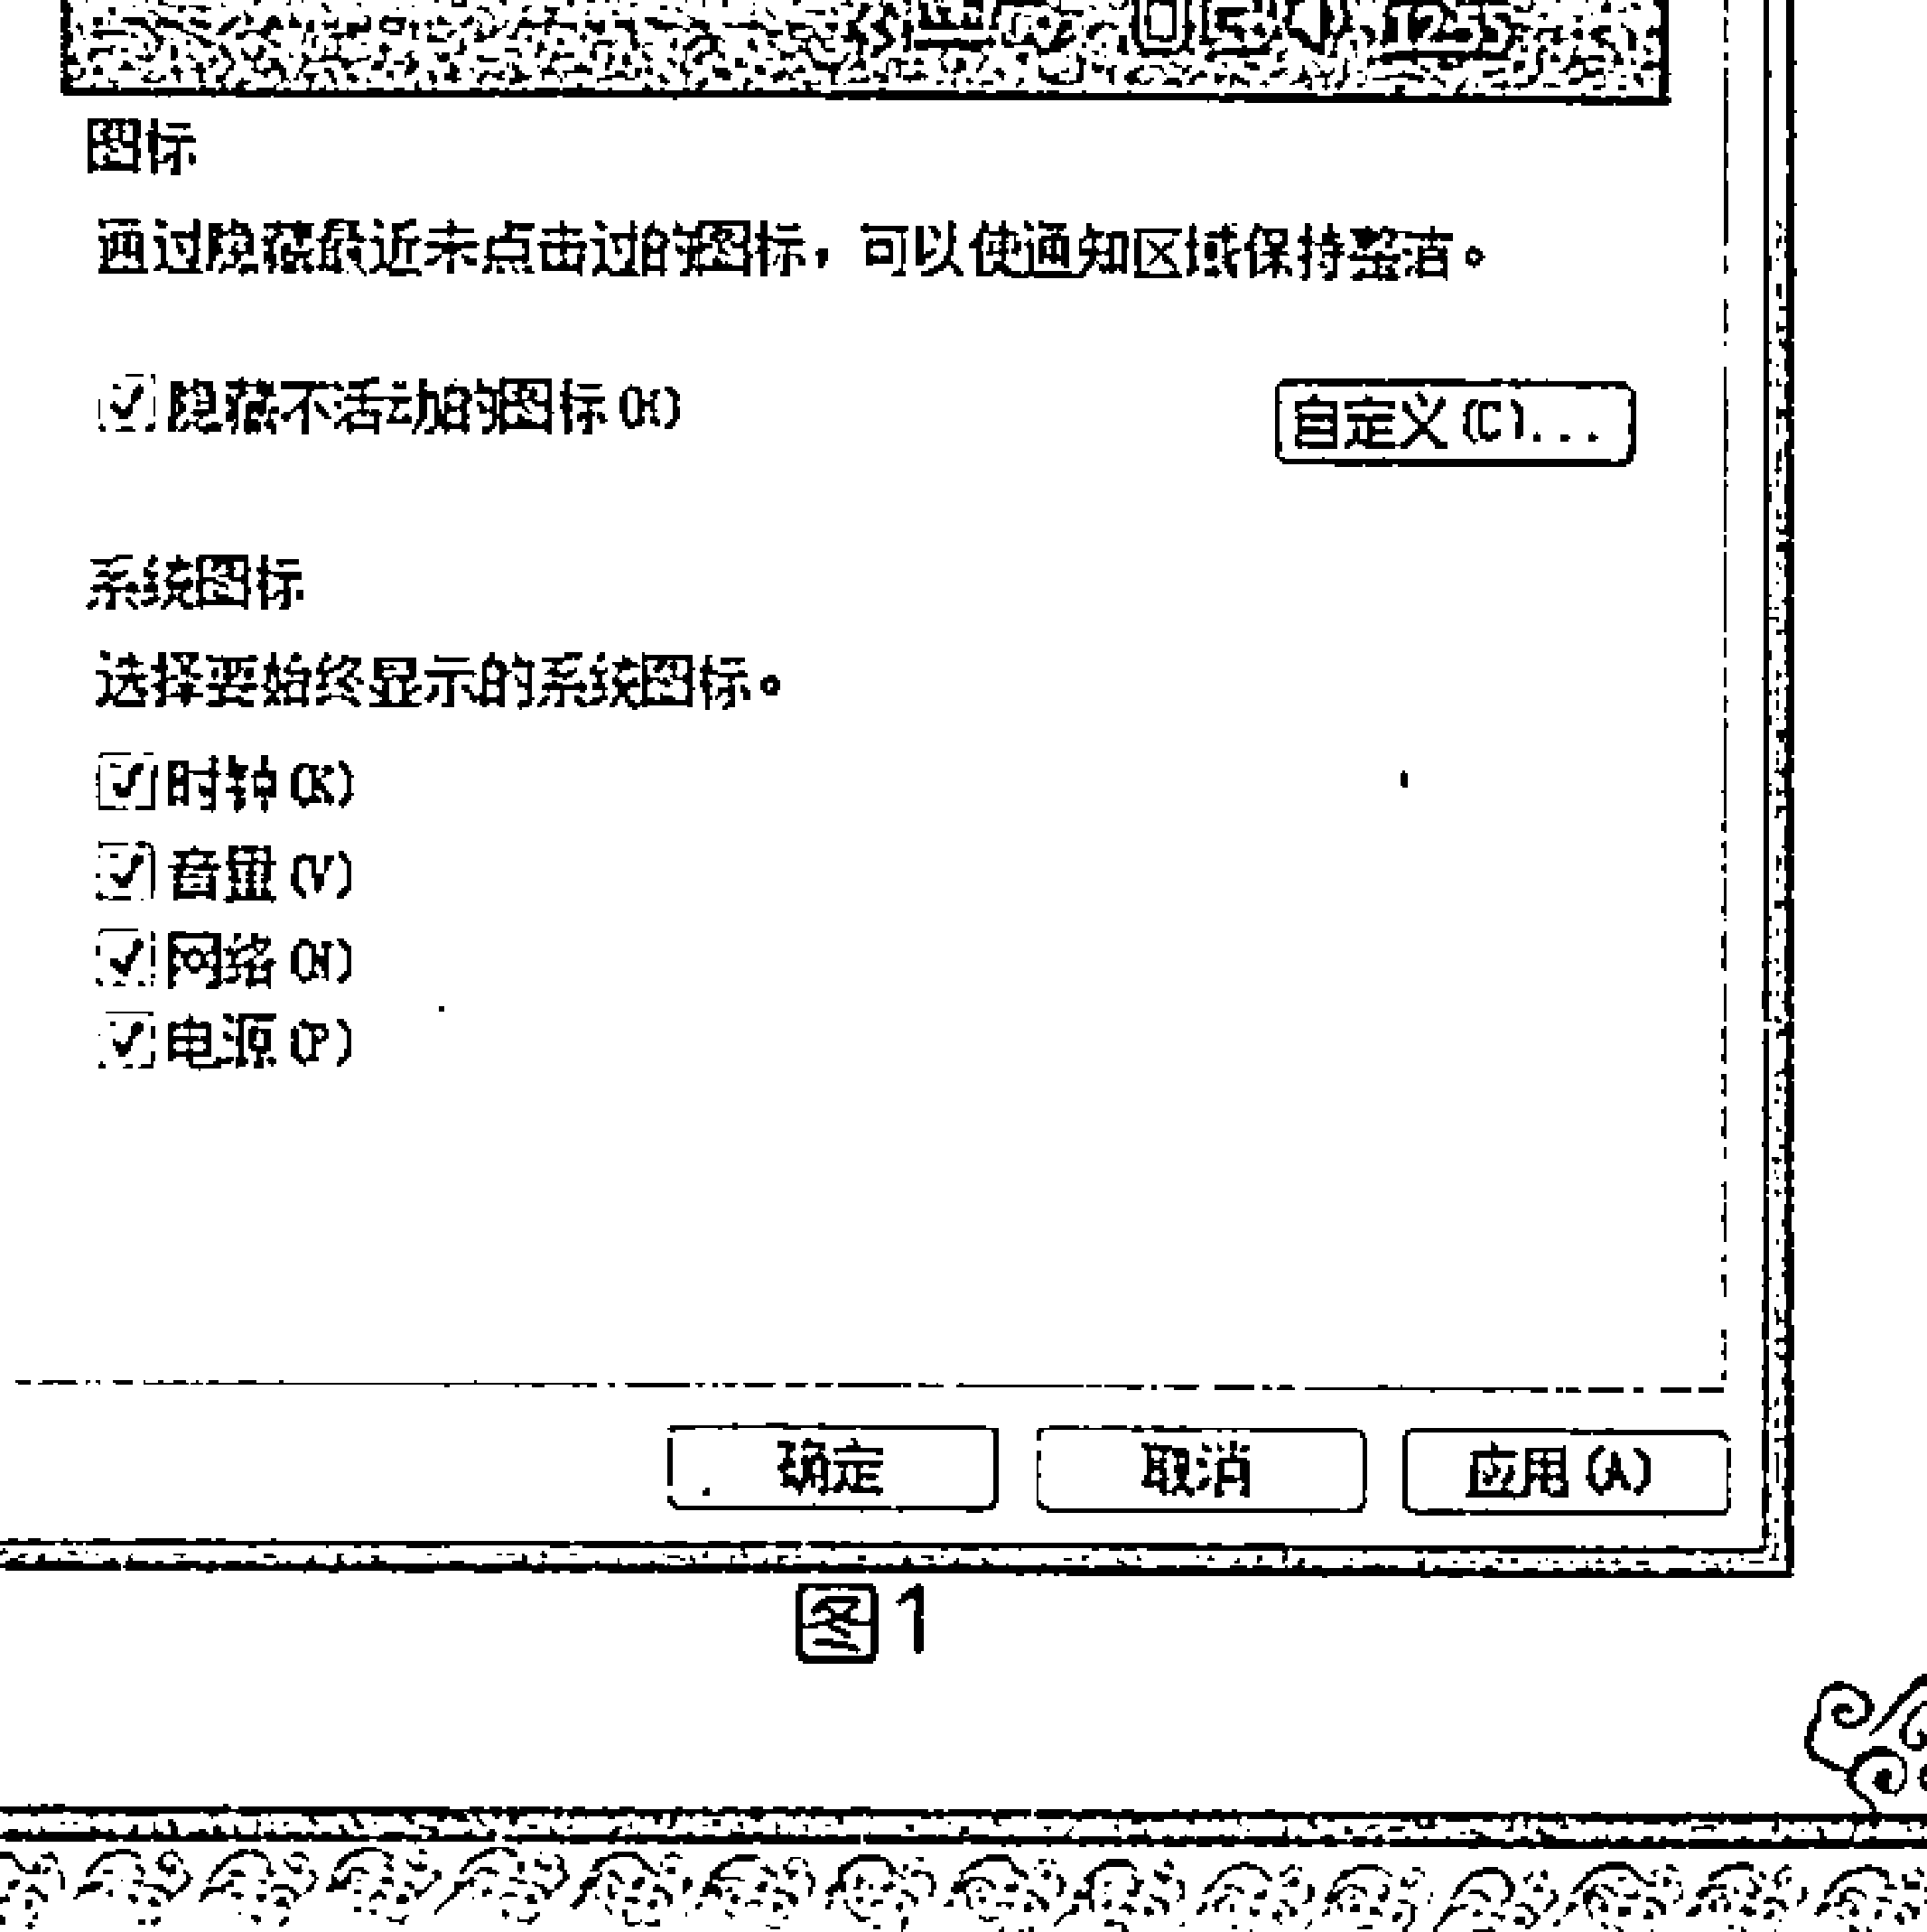 图标
通过隐藏最近未点击过的图标，可以使通知区域保持整洁。
隐藏不活动的图标(H)
自定义(C)...
系统图标
选择要始终显示的系统图标。
时钟(K)
音量(V)
网络(N)
电源(P)
确定
取消
应用(A)
图1